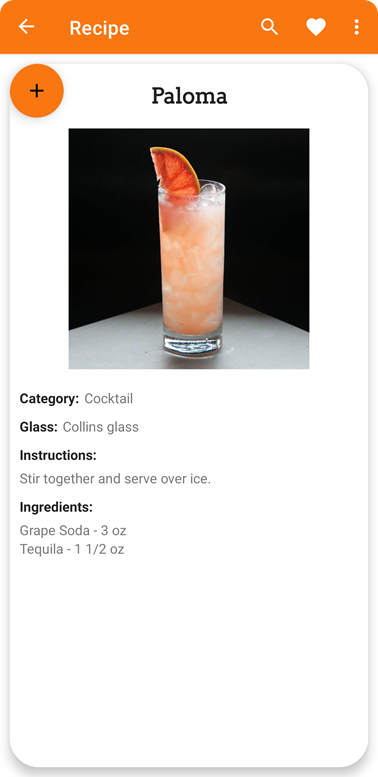 Recipe
+
Paloma
Category: Cocktail
Glass: Collins glass
Instructions:
Stir together and serve over ice.
Ingredients:
Grape Soda - 3 oz
Tequila - 1 1/2 oz